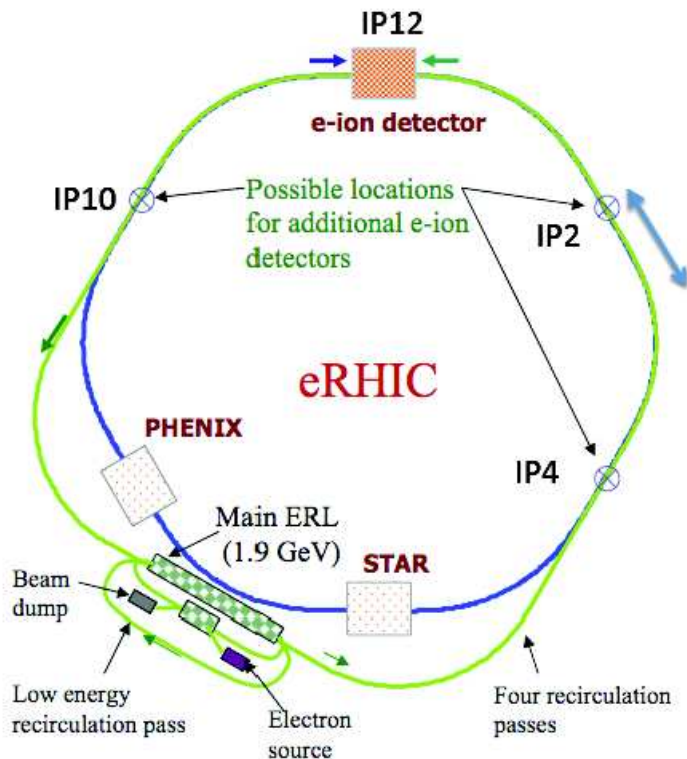 IP12
e-ion detector
IP10
Possible locations
for additional e-ion
detectors
IP2
eRHIC
PHENIX
IP4
Main ERL
(1.9 GeV)
STAR
Beam
dump
Low energy
recirculation pass
Electron
source
Four recirculation
passes